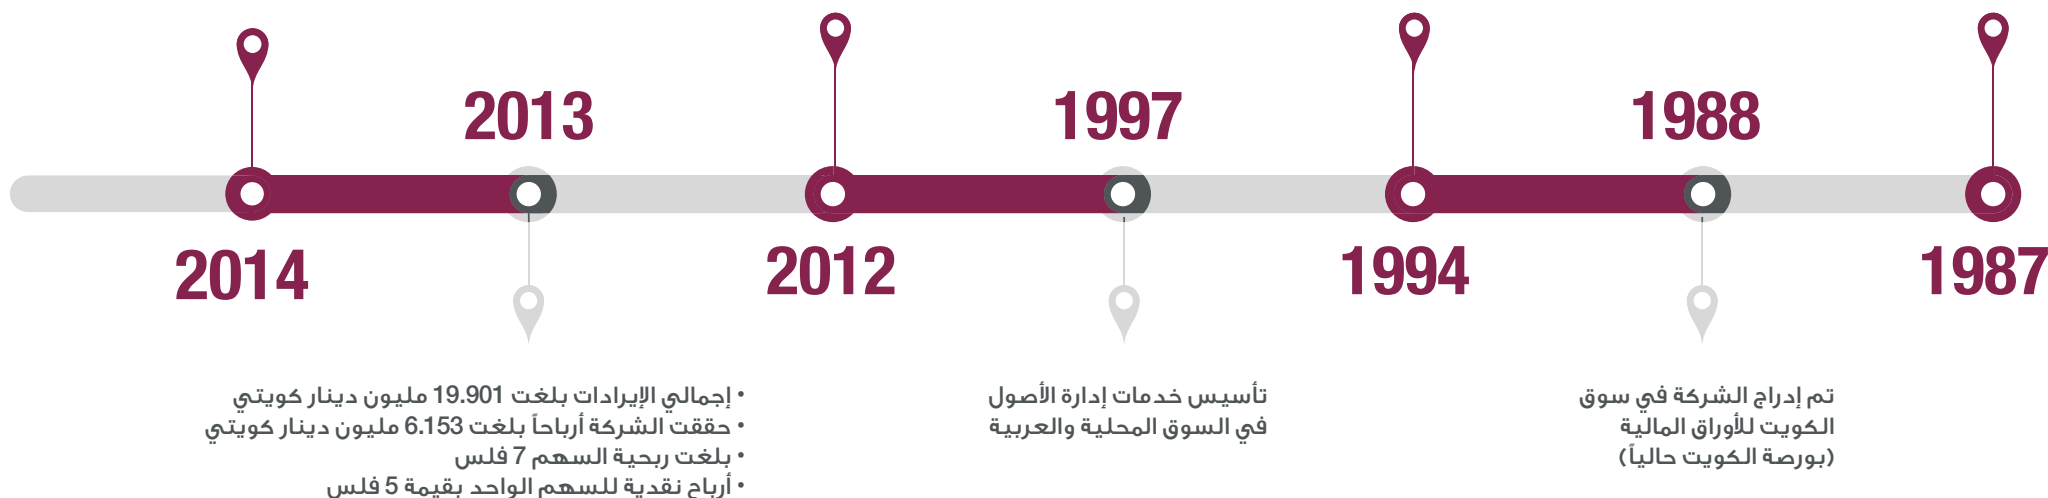 1988
1997
2013
1987
1994
2012
2014
تم إدراج الشركة في سوق
الكويت للأوراق المالية
(بورصة الكويت حالياً)
تأسيس خدمات إدارة الأصول
في السوق المحلية والعربية
• إجمالي الإيرادات بلغت 19.901 مليون دينار كويتي
• حققت الشركة أرباحاً بلغت 6.153 مليون دينار كويتي
• بلغت ربحية السهم 7 فلس
• أرباح نقدية للسهم الواحد بقيمة 5 فلس